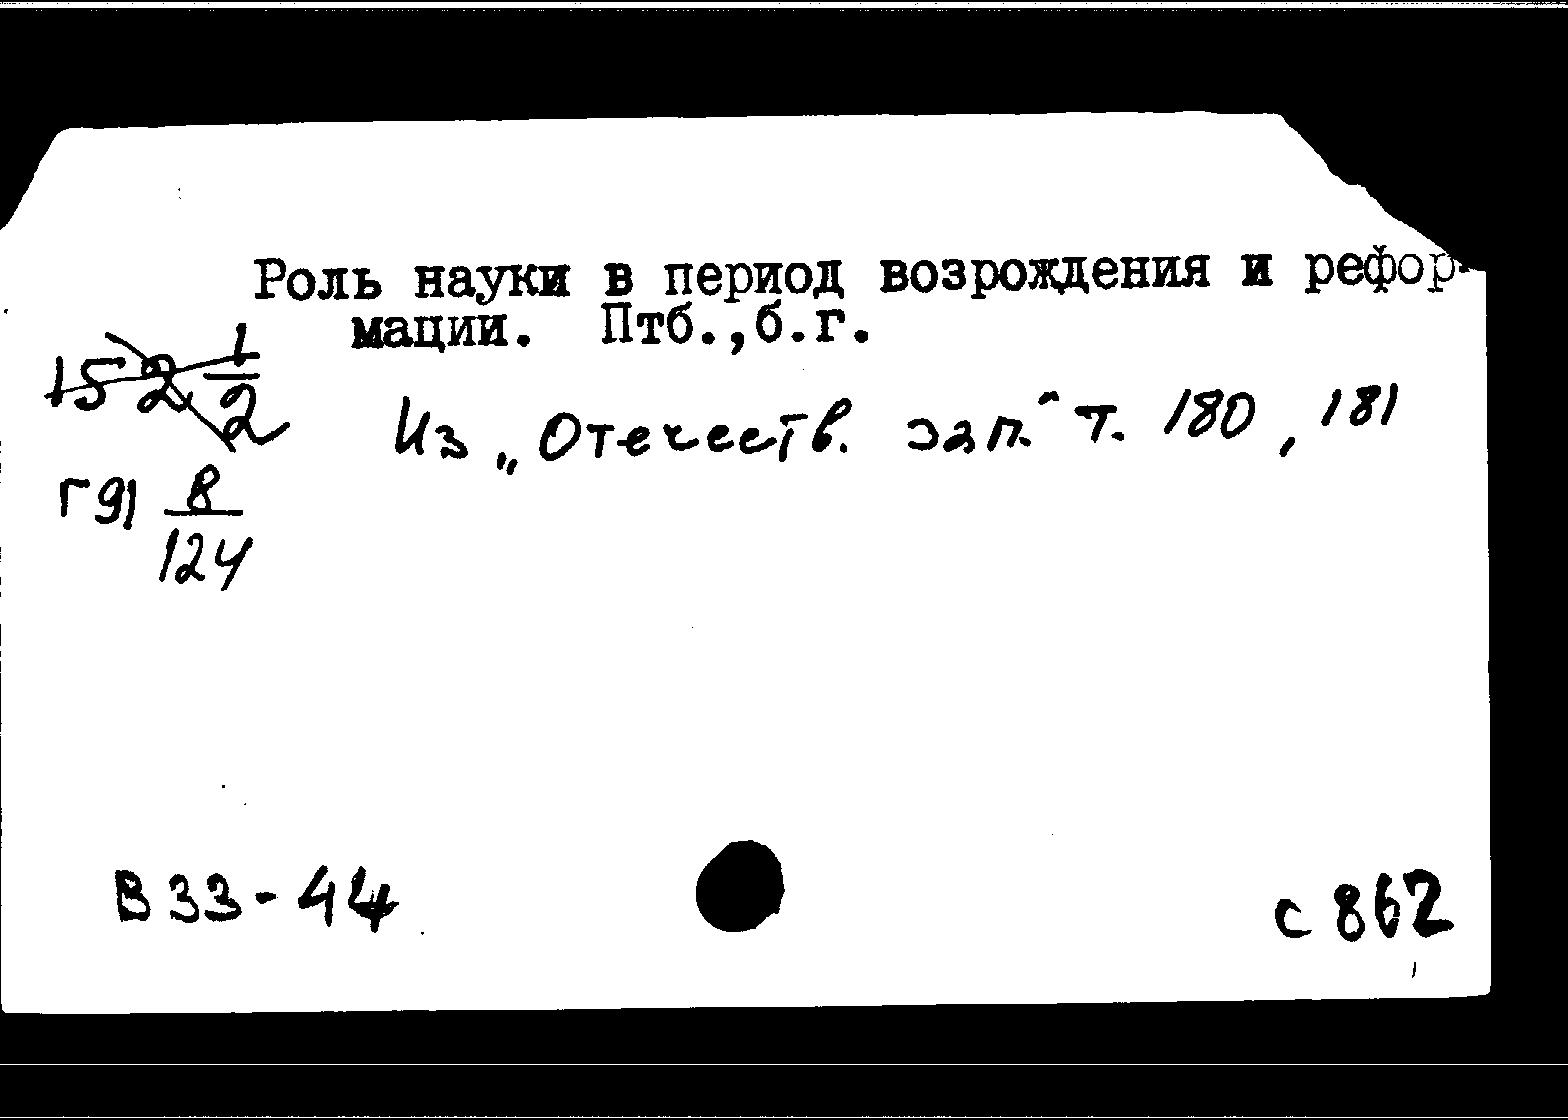 Роль науки в период возрождения и рефор-
мации. Птб.,б.г.
152 1/2
Из „Отечеств. зап." т. 180, 181
Г91 8/124
В33-44
с 862